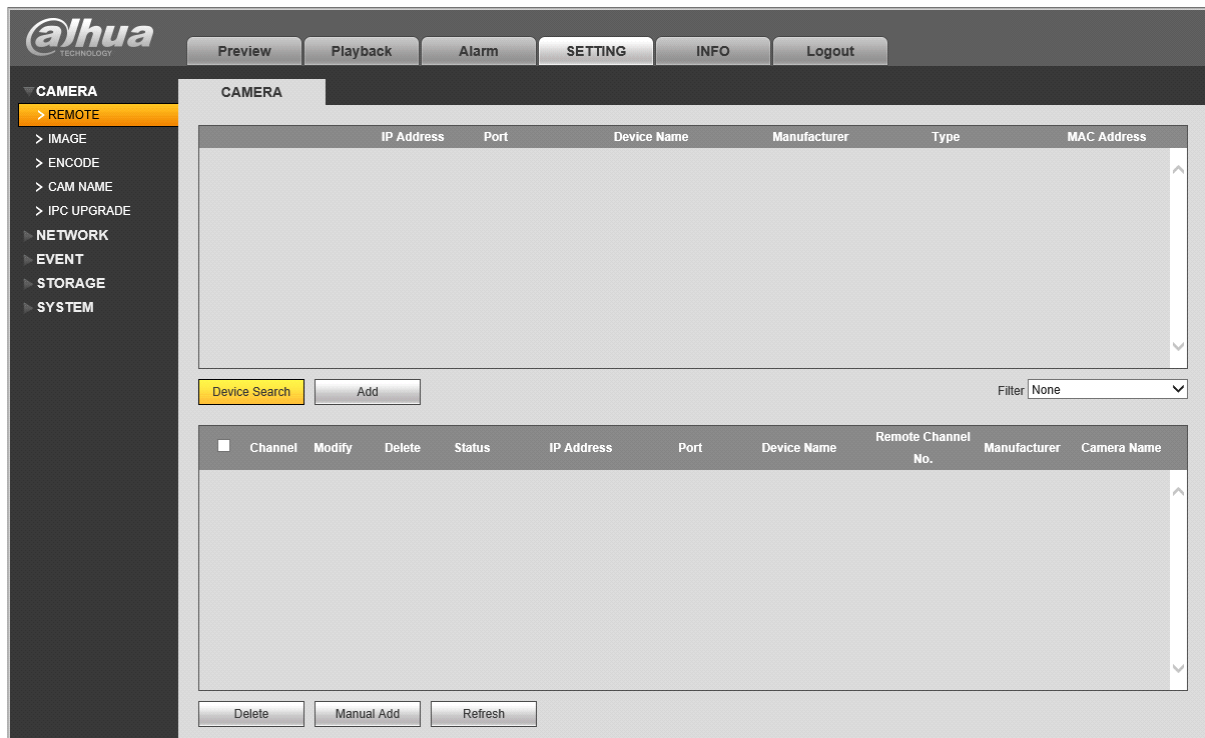 alhua
TECHNOLOGY
Preview Playback Alarm SETTING INFO Logout
CAMERA
> REMOTE
> IMAGE
> ENCODE
> CAM NAME
> IPC UPGRADE
NETWORK
EVENT
STORAGE
SYSTEM
CAMERA
IP Address Port Device Name Manufacturer Type MAC Address
Device Search Add Filter None
Channel Modify Delete Status IP Address Port Device Name Remote Channel No. Manufacturer Camera Name
Delete Manual Add Refresh